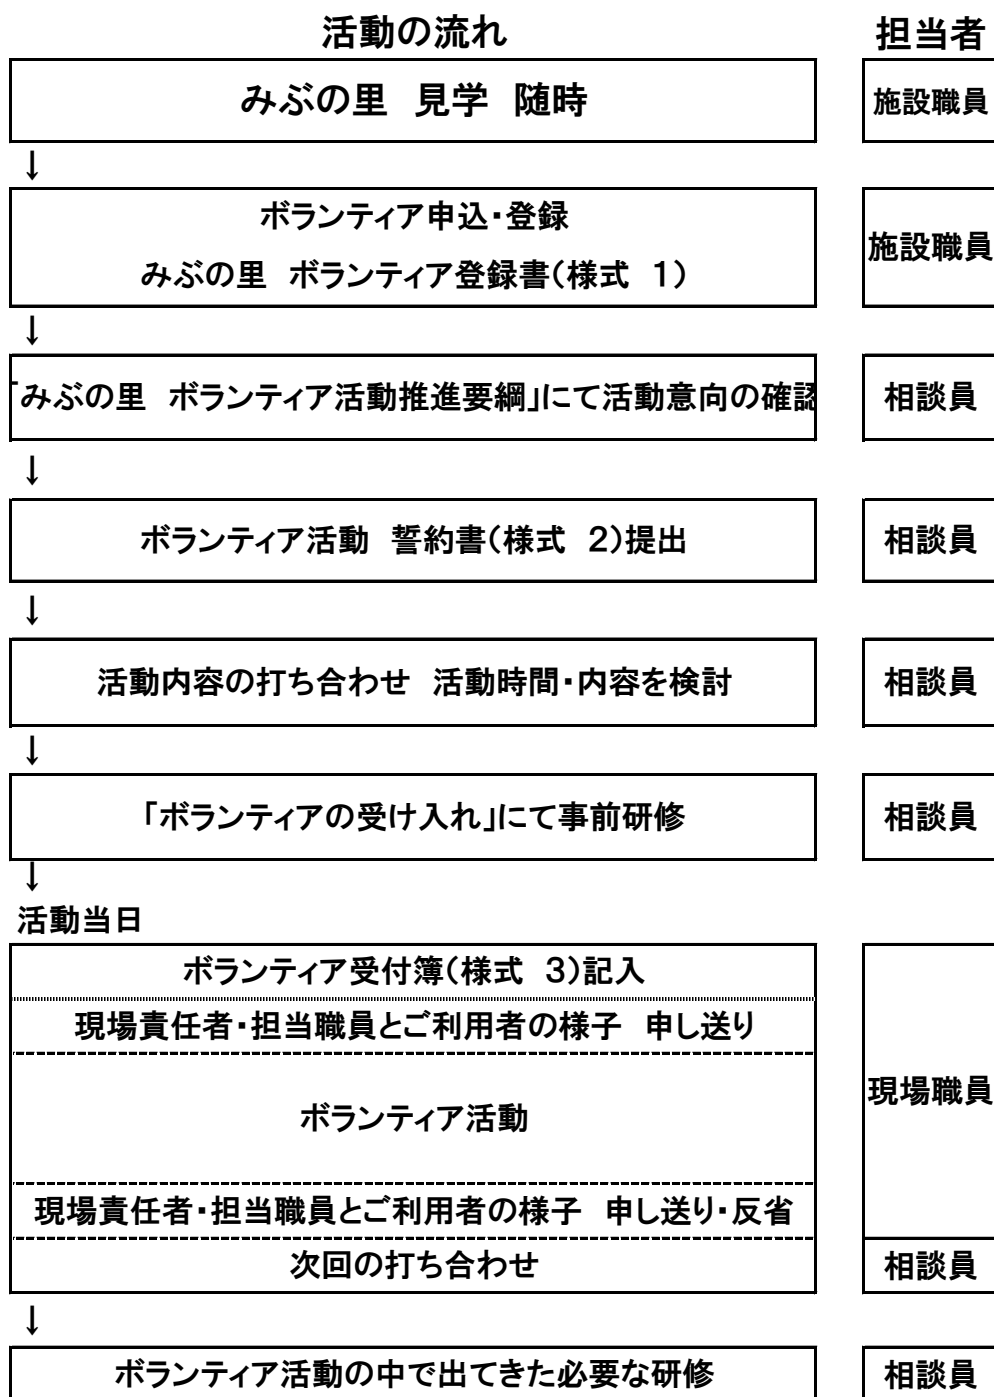 活動の流れ 担当者
みぶの里 見学 随時 施設職員
↓
ボランティア申込・登録
みぶの里 ボランティア登録書(様式 1) 施設職員
↓
「みぶの里 ボランティア活動推進要綱」にて活動意向の確認 相談員
↓
ボランティア活動 誓約書(様式 2)提出 相談員
↓
活動内容の打ち合わせ 活動時間・内容を検討 相談員
↓
「ボランティアの受け入れ」にて事前研修 相談員
↓
活動当日
ボランティア受付簿(様式 3)記入
現場責任者・担当職員とご利用者の様子 申し送り
ボランティア活動 現場職員
現場責任者・担当職員とご利用者の様子 申し送り・反省
次回の打ち合わせ 相談員
↓
ボランティア活動の中で出てきた必要な研修 相談員